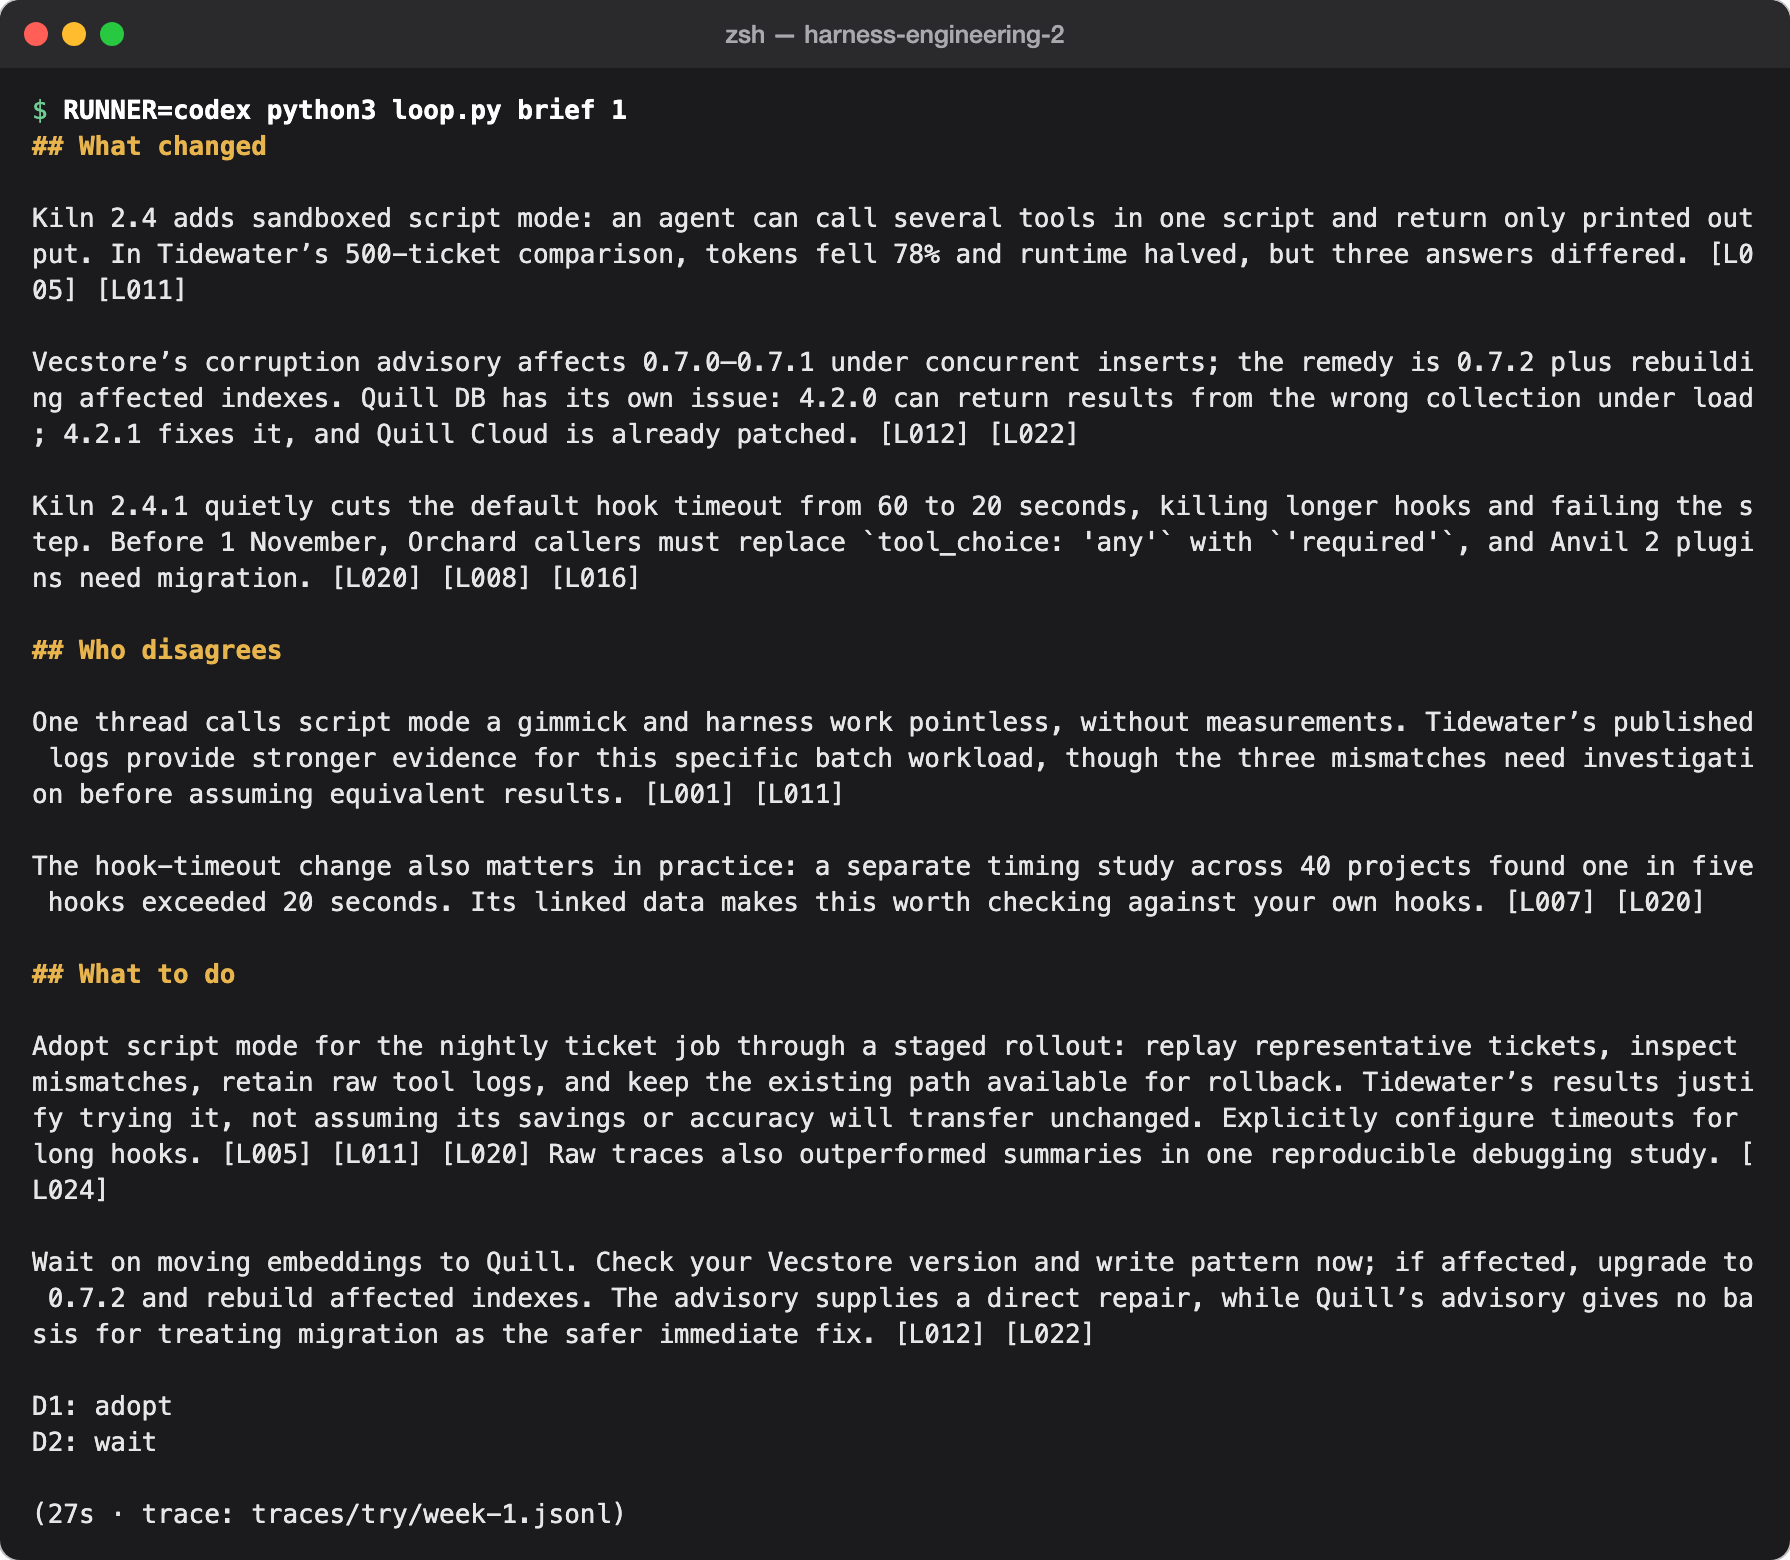 zsh — harness-engineering-2
$ RUNNER=codex python3 loop.py brief 1
## What changed
Kiln 2.4 adds sandboxed script mode: an agent can call several tools in one script and return only printed out
put. In Tidewater’s 500-ticket comparison, tokens fell 78% and runtime halved, but three answers differed. [L0
05] [L011]
Vecstore’s corruption advisory affects 0.7.0–0.7.1 under concurrent inserts; the remedy is 0.7.2 plus rebuildi
ng affected indexes. Quill DB has its own issue: 4.2.0 can return results from the wrong collection under load
; 4.2.1 fixes it, and Quill Cloud is already patched. [L012] [L022]
Kiln 2.4.1 quietly cuts the default hook timeout from 60 to 20 seconds, killing longer hooks and failing the s
tep. Before 1 November, Orchard callers must replace `tool_choice: 'any'` with `'required'`, and Anvil 2 plugi
ns need migration. [L020] [L008] [L016]
## Who disagrees
One thread calls script mode a gimmick and harness work pointless, without measurements. Tidewater’s published
 logs provide stronger evidence for this specific batch workload, though the three mismatches need investigati
on before assuming equivalent results. [L001] [L011]
The hook-timeout change also matters in practice: a separate timing study across 40 projects found one in five
 hooks exceeded 20 seconds. Its linked data makes this worth checking against your own hooks. [L007] [L020]
## What to do
Adopt script mode for the nightly ticket job through a staged rollout: replay representative tickets, inspect
mismatches, retain raw tool logs, and keep the existing path available for rollback. Tidewater’s results justi
fy trying it, not assuming its savings or accuracy will transfer unchanged. Explicitly configure timeouts for
long hooks. [L005] [L011] [L020] Raw traces also outperformed summaries in one reproducible debugging study. [
L024]
Wait on moving embeddings to Quill. Check your Vecstore version and write pattern now; if affected, upgrade to
 0.7.2 and rebuild affected indexes. The advisory supplies a direct repair, while Quill’s advisory gives no ba
sis for treating migration as the safer immediate fix. [L012] [L022]
D1: adopt
D2: wait
(27s · trace: traces/try/week-1.jsonl)